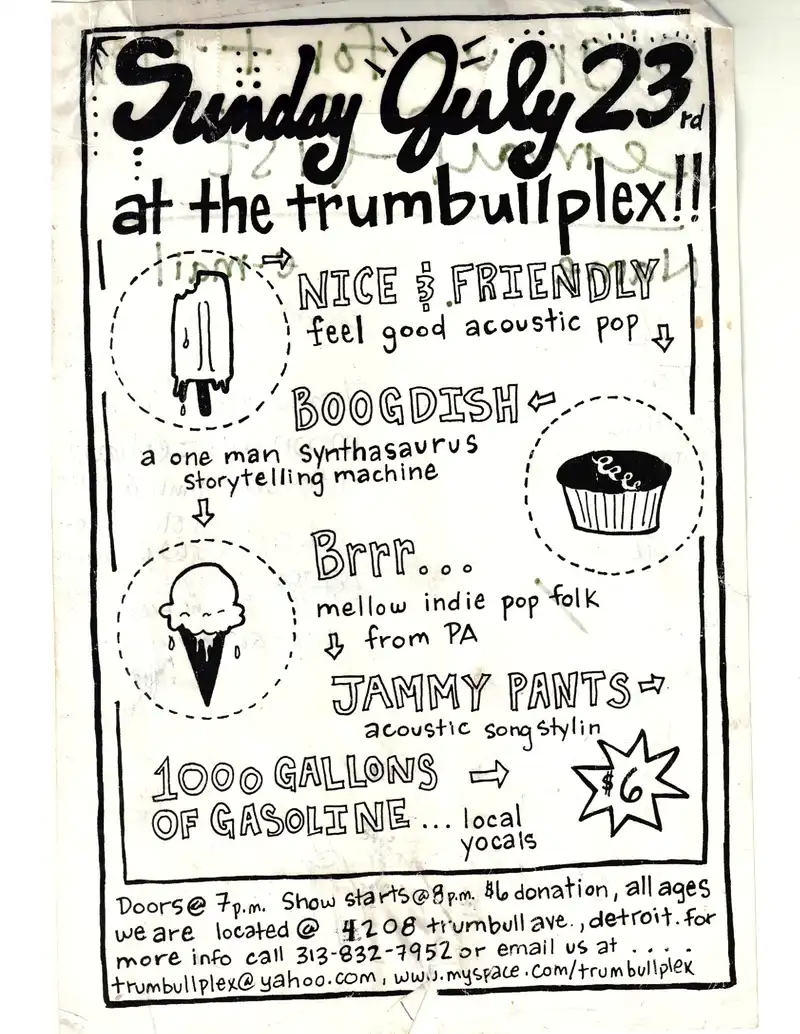 Sunday July 23rd
at the trumbullplex!!
NICE & FRIENDLY
feel good acoustic pop
BOOGDISH
a one man synthasaurus
storytelling machine
Brrr...
mellow indie pop folk
from PA
JAMMY PANTS
acoustic songstylin
1000 GALLONS
OF GASOLINE... local
yocals
$6
Doors@ 7p.m. Show starts@8p.m. $6 donation, all ages
we are located @ 4208 trumbull ave., detroit. for
more info call 313-832-7952 or email us at ....
trumbullplex@yahoo.com, www.myspace.com/trumbullplex